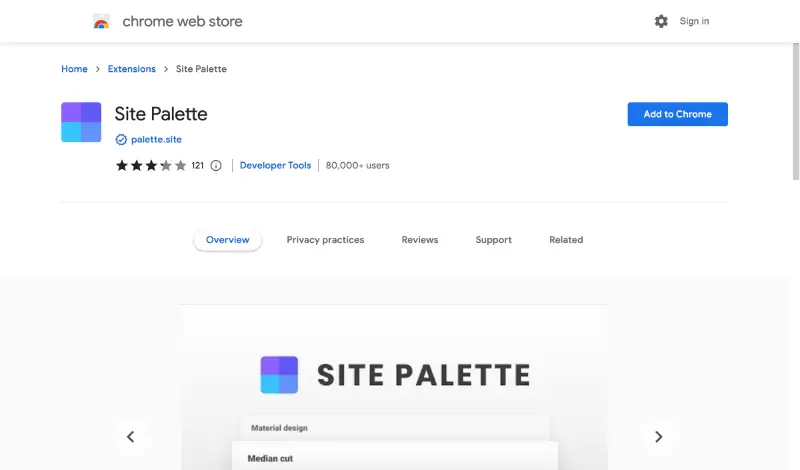 chrome web store
Sign in
Home > Extensions > Site Palette
Site Palette
Add to Chrome
palette.site
121 | Developer Tools | 80,000+ users
Overview Privacy practices Reviews Support Related
SITE PALETTE
Material design
Median cut